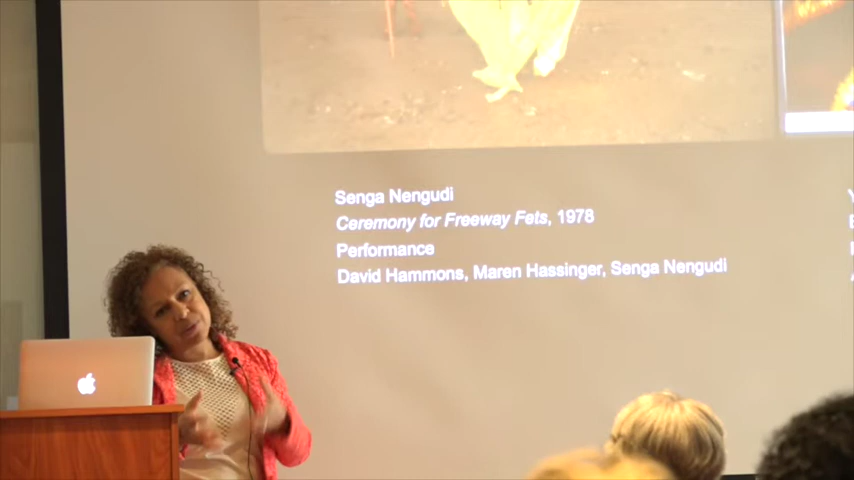 Senga Nengudi
Ceremony for Freeway Fets, 1978
Performance
David Hammons, Maren Hassinger, Senga Nengudi